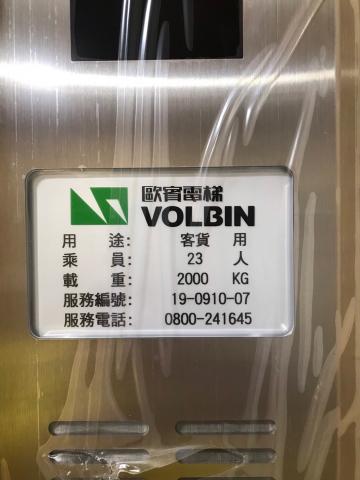 歐賓電梯
VOLBIN
用 途: 客貨 用
乘 員: 23 人
載 重: 2000 KG
服務編號: 19-0910-07
服務電話: 0800-241645